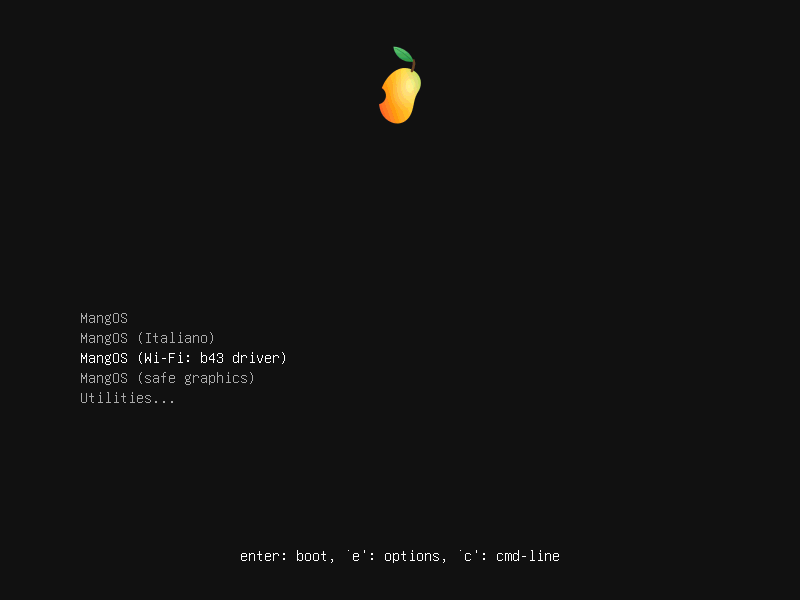 MangOS
MangOS (Italiano)
MangOS (Wi-Fi: b43 driver)
MangOS (safe graphics)
Utilities...
enter: boot, `e': options, `c': cmd-line